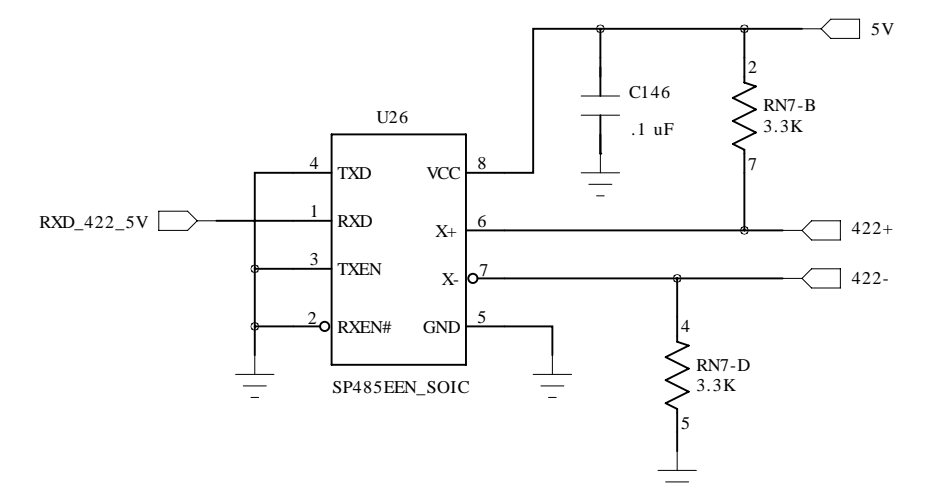 5V
2
C146
RN7-B
.1 uF
3.3K
U26
7
4
TXD
VCC
8
RXD_422_5V
1
RXD
X+
6
422+
3
TXEN
X-
7
422-
2
RXEN#
GND
5
4
SP485EEN_SOIC
RN7-D
3.3K
5